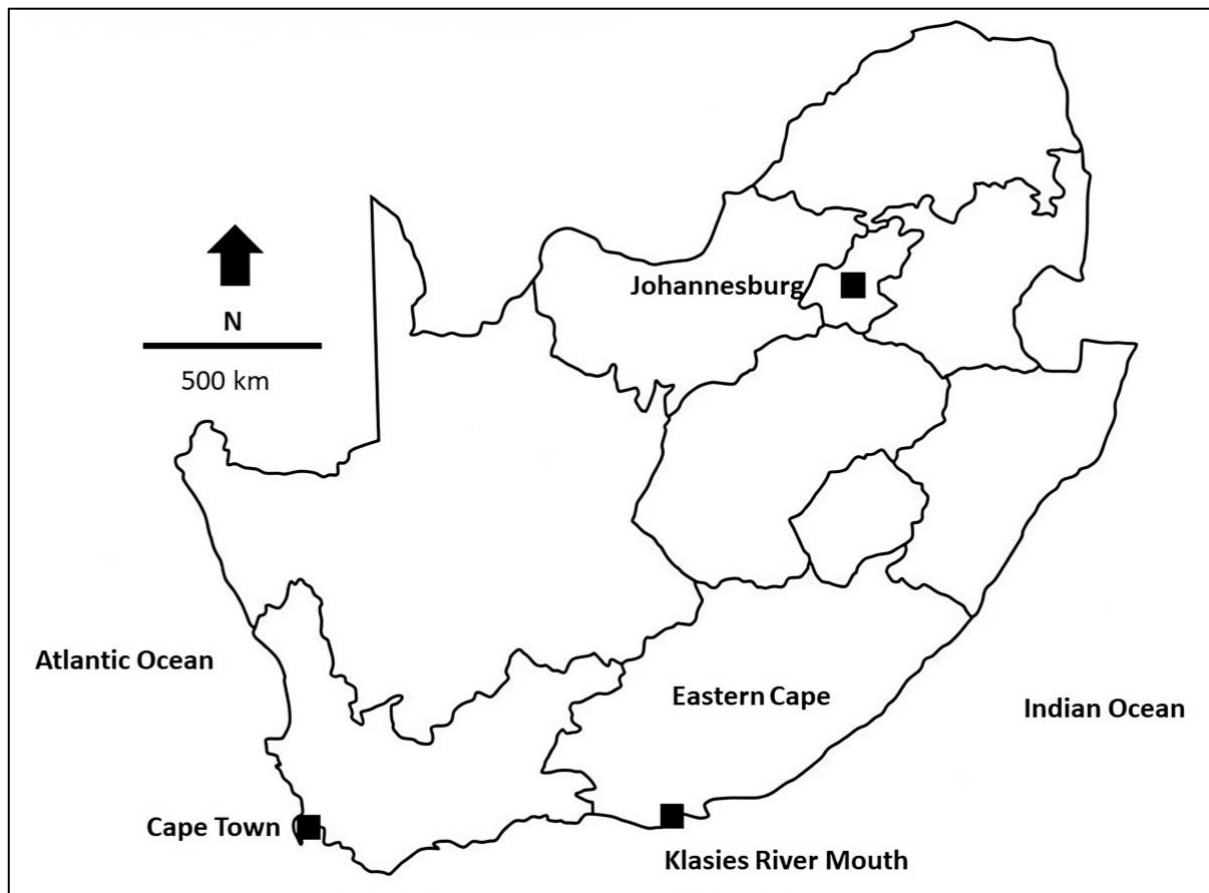 Johannesburg
N
500 km
Atlantic Ocean
Eastern Cape
Indian Ocean
Cape Town
Klasies River Mouth